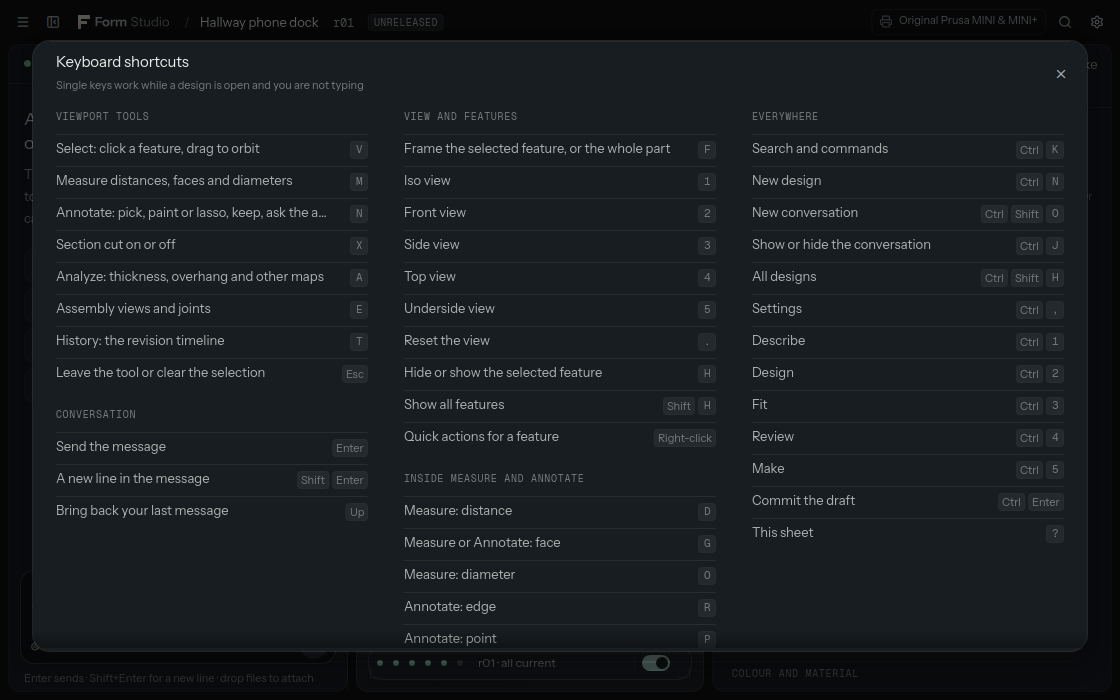 Form Studio / Hallway phone dock r01 UNRELEASED
Original Prusa MINI & MINI+
Keyboard shortcuts
Single keys work while a design is open and you are not typing
VIEWPORT TOOLS
Select: click a feature, drag to orbit V
Measure distances, faces and diameters M
Annotate: pick, paint or lasso, keep, ask the a… N
Section cut on or off X
Analyze: thickness, overhang and other maps A
Assembly views and joints E
History: the revision timeline T
Leave the tool or clear the selection Esc
CONVERSATION
Send the message Enter
A new line in the message Shift Enter
Bring back your last message Up
VIEW AND FEATURES
Frame the selected feature, or the whole part F
Iso view 1
Front view 2
Side view 3
Top view 4
Underside view 5
Reset the view .
Hide or show the selected feature H
Show all features Shift H
Quick actions for a feature Right-click
INSIDE MEASURE AND ANNOTATE
Measure: distance D
Measure or Annotate: face G
Measure: diameter O
Annotate: edge R
Annotate: point P
EVERYWHERE
Search and commands Ctrl K
New design Ctrl N
New conversation Ctrl Shift O
Show or hide the conversation Ctrl J
All designs Ctrl Shift H
Settings Ctrl ,
Describe Ctrl 1
Design Ctrl 2
Fit Ctrl 3
Review Ctrl 4
Make Ctrl 5
Commit the draft Ctrl Enter
This sheet ?
Enter sends · Shift+Enter for a new line · drop files to attach
r01 · all current
COLOUR AND MATERIAL